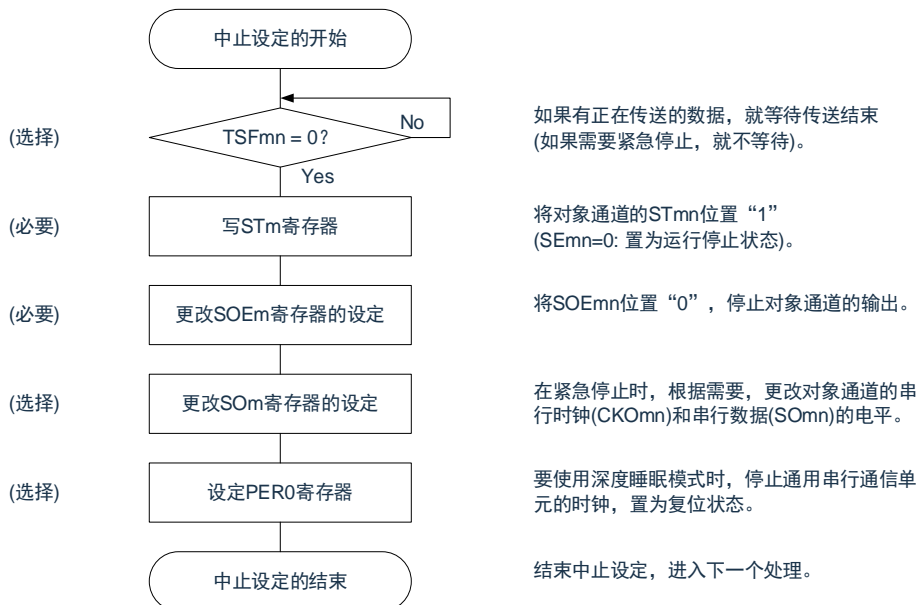 中止设定的开始
(选择)
TSFmn = 0?
No
Yes
如果有正在传送的数据，就等待传送结束
(如果需要紧急停止，就不等待)。
(必要)
写STm寄存器
将对象通道的STmn位置“1”
(SEmn=0: 置为运行停止状态)。
(必要)
更改SOEm寄存器的设定
将SOEmn位置“0”，停止对象通道的输出。
(选择)
更改SOm寄存器的设定
在紧急停止时，根据需要，更改对象通道的串
行时钟(CKOmn)和串行数据(SOmn)的电平。
(选择)
设定PER0寄存器
要使用深度睡眠模式时，停止通用串行通信单
元的时钟，置为复位状态。
中止设定的结束
结束中止设定，进入下一个处理。